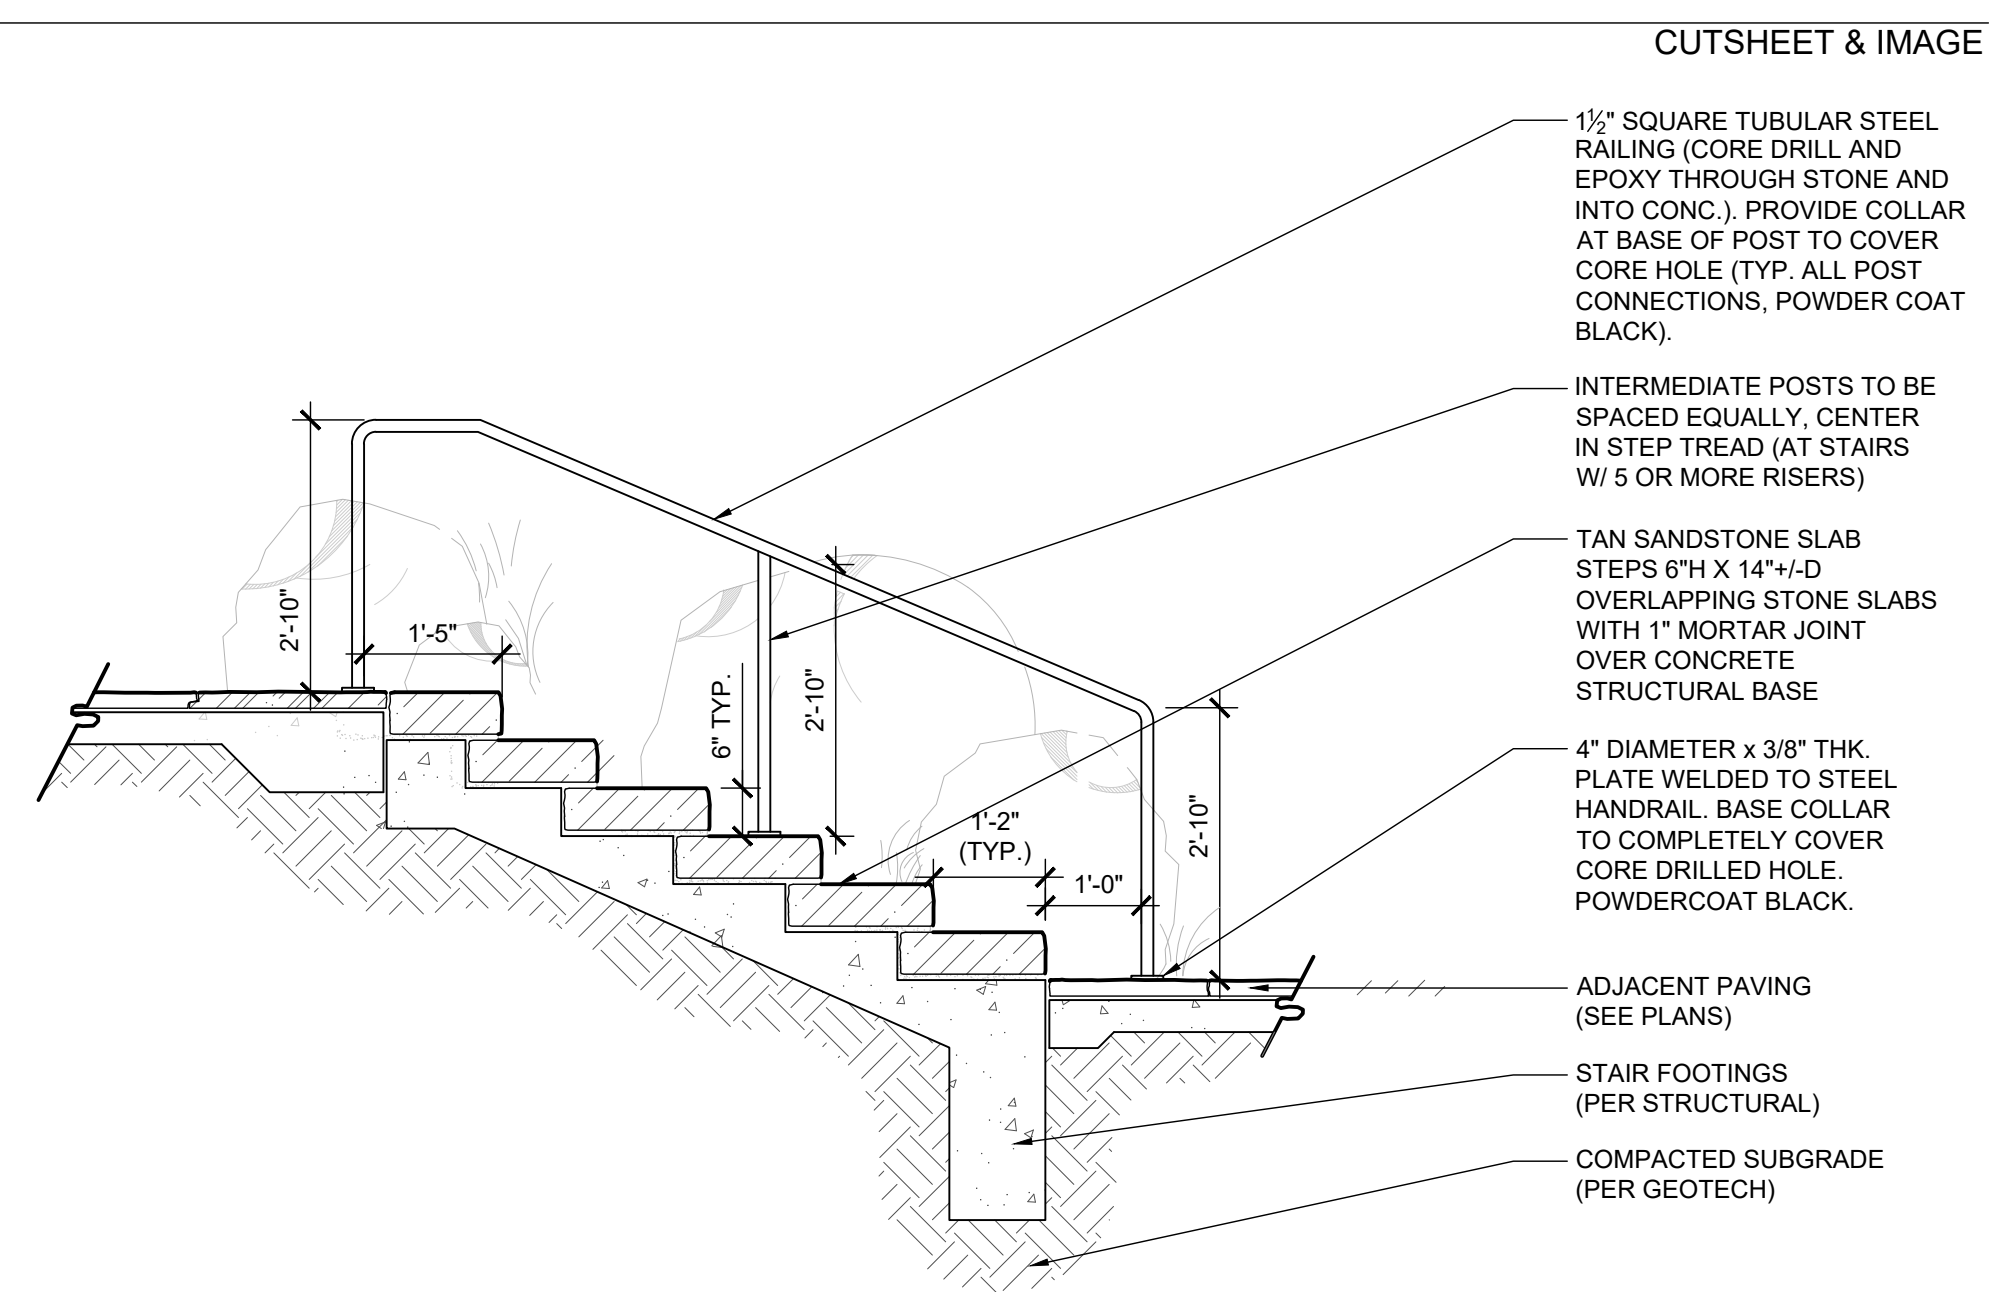 CUTSHEET & IMAGE
1½" SQUARE TUBULAR STEEL
RAILING (CORE DRILL AND
EPOXY THROUGH STONE AND
INTO CONC.). PROVIDE COLLAR
AT BASE OF POST TO COVER
CORE HOLE (TYP. ALL POST
CONNECTIONS, POWDER COAT
BLACK).
INTERMEDIATE POSTS TO BE
SPACED EQUALLY, CENTER
IN STEP TREAD (AT STAIRS
W/ 5 OR MORE RISERS)
TAN SANDSTONE SLAB
STEPS 6"H X 14"+/-D
OVERLAPPING STONE SLABS
WITH 1" MORTAR JOINT
OVER CONCRETE
STRUCTURAL BASE
4" DIAMETER x 3/8" THK.
PLATE WELDED TO STEEL
HANDRAIL. BASE COLLAR
TO COMPLETELY COVER
CORE DRILLED HOLE.
POWDERCOAT BLACK.
ADJACENT PAVING
(SEE PLANS)
STAIR FOOTINGS
(PER STRUCTURAL)
COMPACTED SUBGRADE
(PER GEOTECH)
2'-10"
1'-5"
6" TYP.
2'-10"
1'-2"
(TYP.)
1'-0"
2'-10"